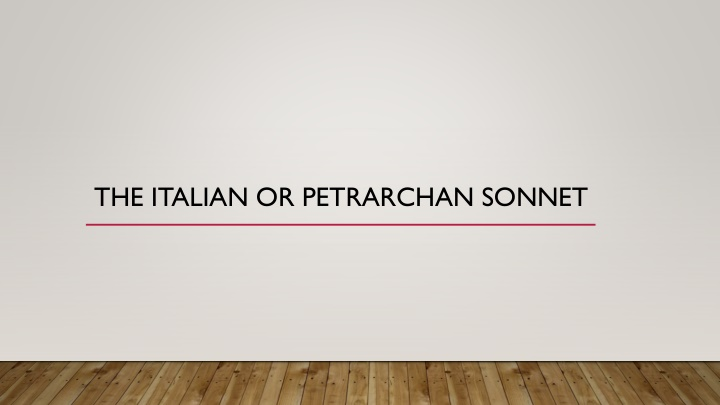 THE ITALIAN OR PETRARCHAN SONNET